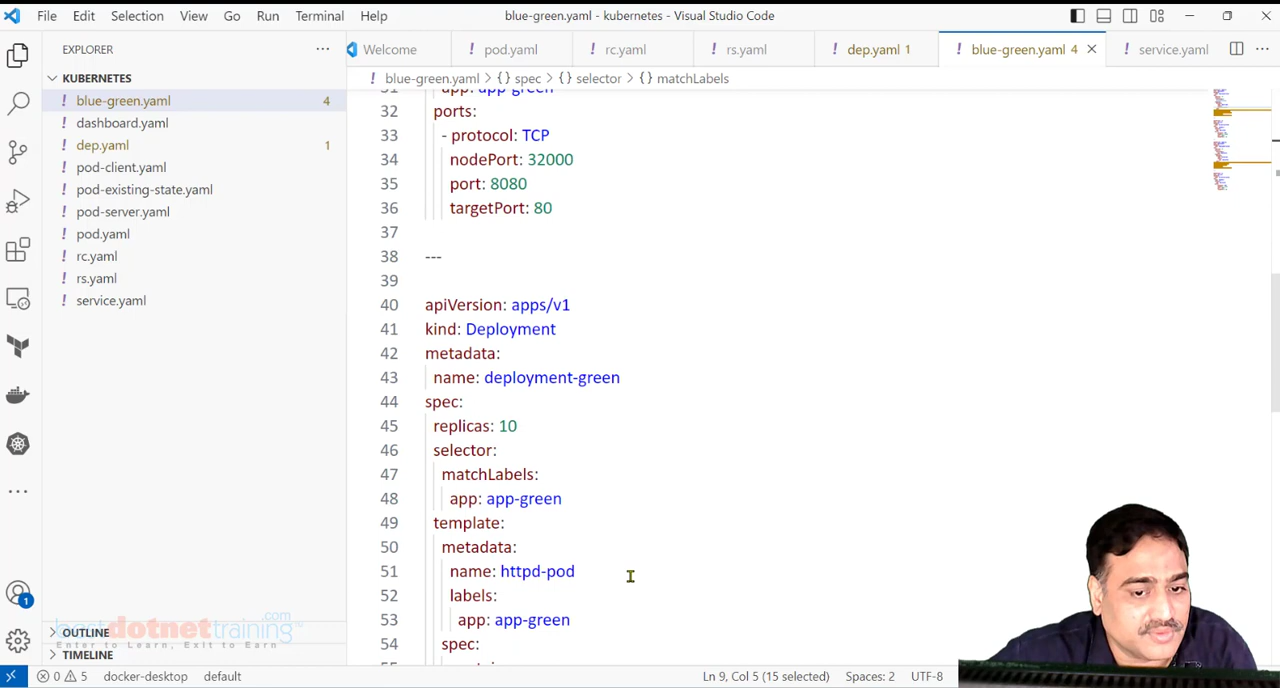 File Edit Selection View Go Run Terminal Help
blue-green.yaml - kubernetes - Visual Studio Code
EXPLORER
Welcome
! pod.yaml
! rc.yaml
! rs.yaml
! dep.yaml 1
! blue-green.yaml 4
! service.yaml
KUBERNETES
! blue-green.yaml 4
! dashboard.yaml
! dep.yaml 1
! pod-client.yaml
! pod-existing-state.yaml
! pod-server.yaml
! pod.yaml
! rc.yaml
! rs.yaml
! service.yaml
OUTLINE
TIMELINE
! blue-green.yaml > {} spec > {} selector > {} matchLabels
31 app: app-green
32 ports:
33 - protocol: TCP
34 nodePort: 32000
35 port: 8080
36 targetPort: 80
37
38 ---
39
40 apiVersion: apps/v1
41 kind: Deployment
42 metadata:
43 name: deployment-green
44 spec:
45 replicas: 10
46 selector:
47 matchLabels:
48 app: app-green
49 template:
50 metadata:
51 name: httpd-pod
52 labels:
53 app: app-green
54 spec:
1
bestdotnettraining.com
Enter to Learn, Exit to Earn
0 5 docker-desktop default
Ln 9, Col 5 (15 selected) Spaces: 2 UTF-8